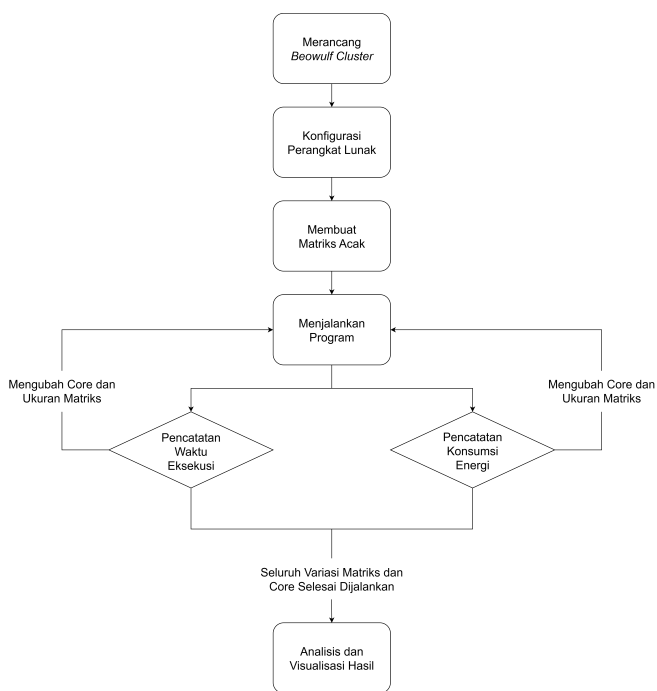 Merancang
Beowulf Cluster
Konfigurasi
Perangkat Lunak
Membuat
Matriks Acak
Menjalankan
Program
Mengubah Core dan
Ukuran Matriks
Mengubah Core dan
Ukuran Matriks
Pencatatan
Waktu
Eksekusi
Pencatatan
Konsumsi
Energi
Seluruh Variasi Matriks dan
Core Selesai Dijalankan
Analisis dan
Visualisasi Hasil